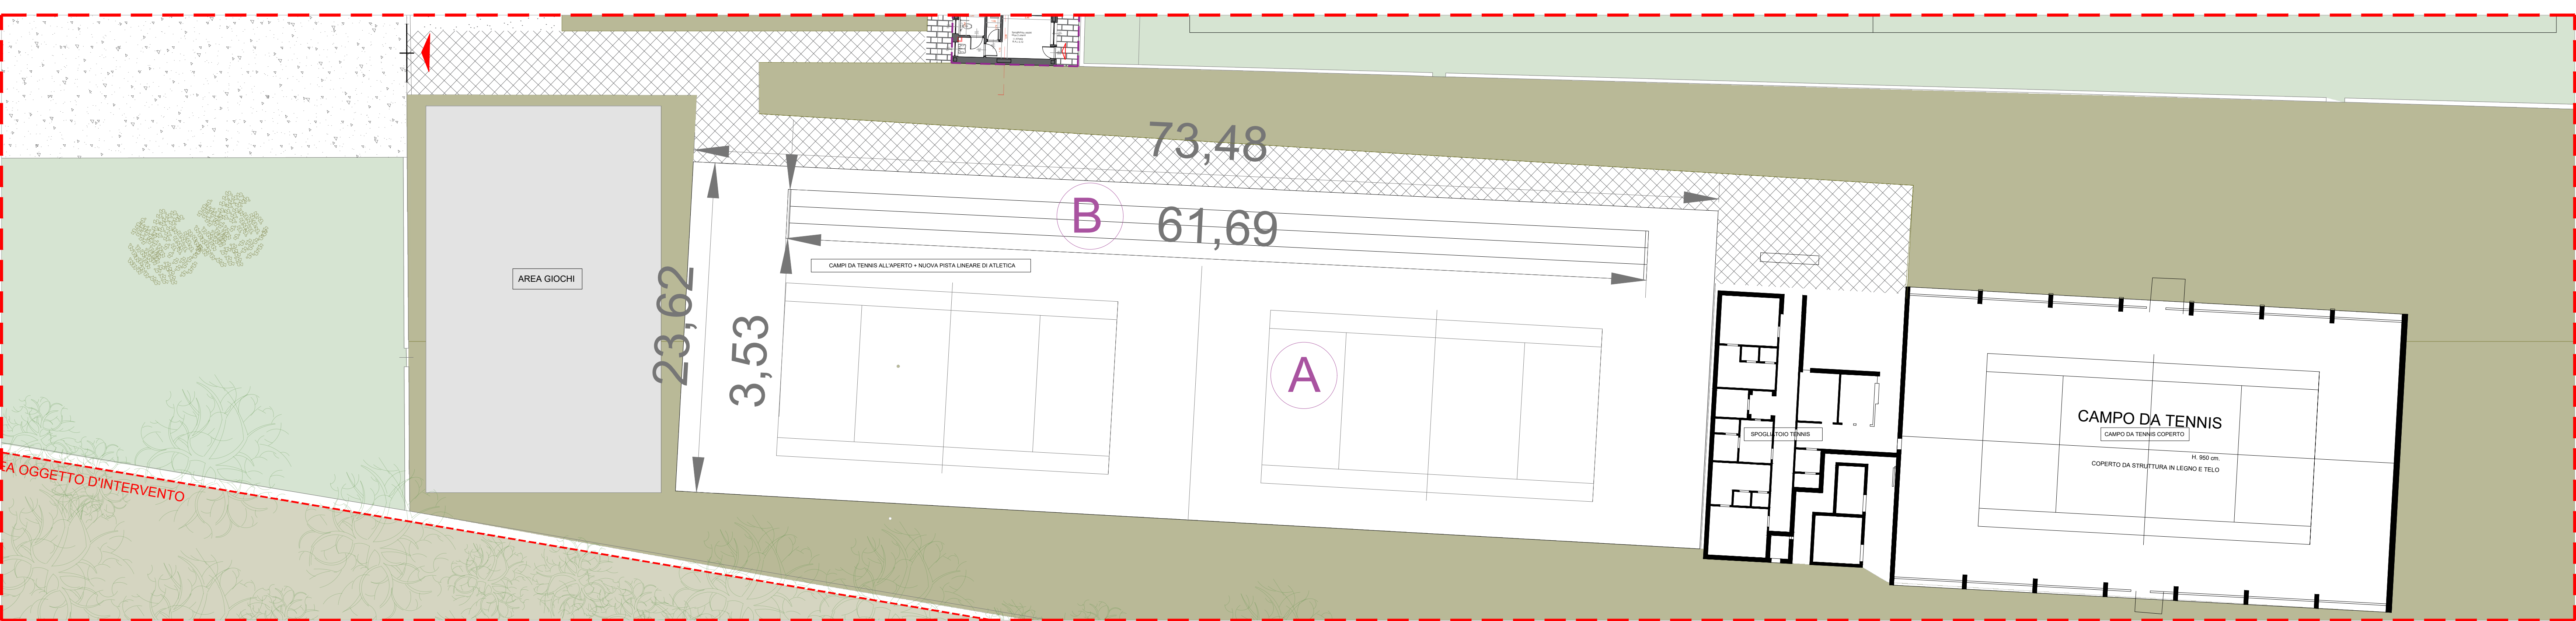 73,48
B
61,69
CAMPI DA TENNIS ALL'APERTO + NUOVA PISTA LINEARE DI ATLETICA
AREA GIOCHI
23,62
3,53
A
CAMPO DA TENNIS
SPOGLIATOIO TENNIS
CAMPO DA TENNIS COPERTO
H. 950 cm.
COPERTO DA STRUTTURA IN LEGNO E TELO
EA OGGETTO D'INTERVENTO